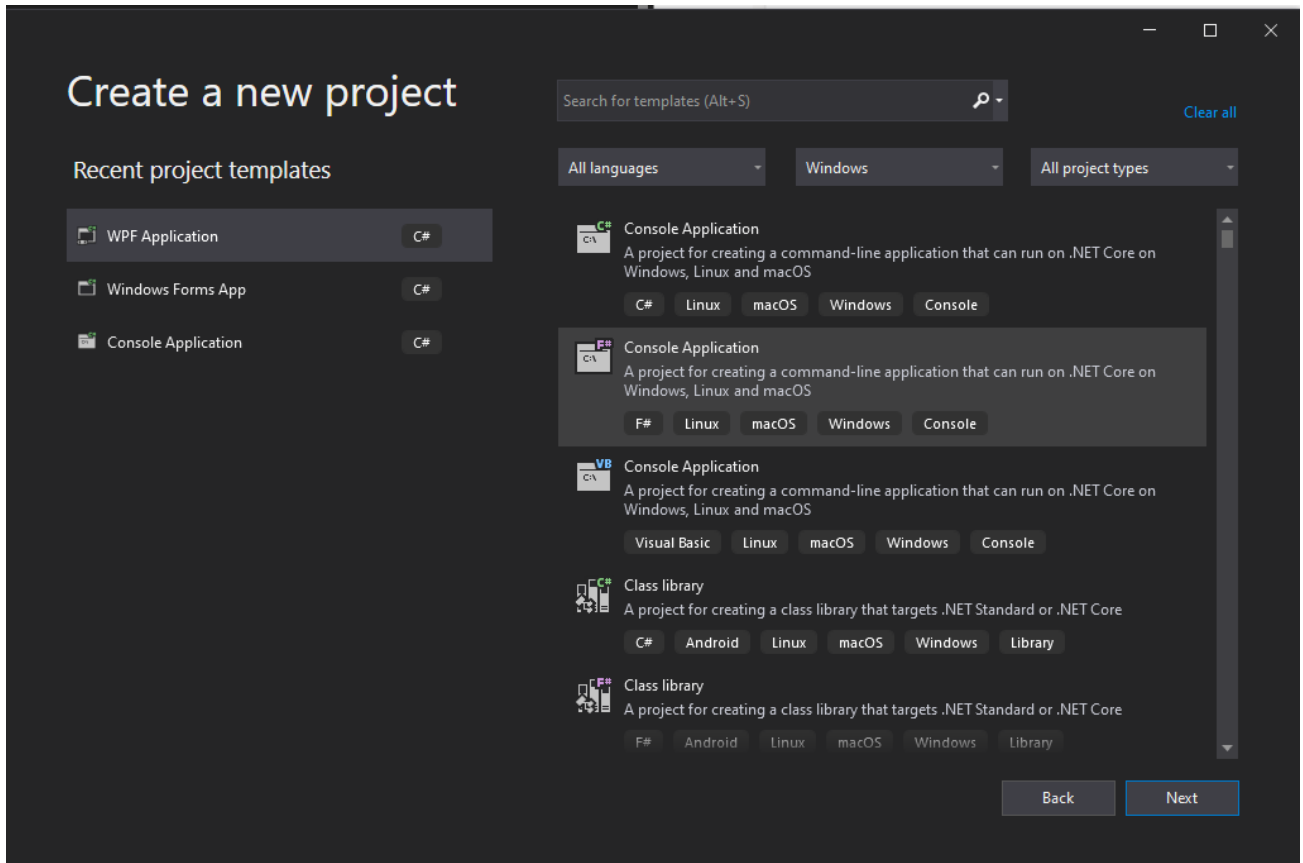 Create a new project
Search for templates (Alt+S)
Clear all
Recent project templates
All languages
Windows
All project types
WPF Application
C#
Windows Forms App
C#
Console Application
C#
C#
C:\
Console Application
A project for creating a command-line application that can run on .NET Core on
Windows, Linux and macOS
C# Linux macOS Windows Console
F#
C:\
Console Application
A project for creating a command-line application that can run on .NET Core on
Windows, Linux and macOS
F# Linux macOS Windows Console
VB
C:\
Console Application
A project for creating a command-line application that can run on .NET Core on
Windows, Linux and macOS
Visual Basic Linux macOS Windows Console
C#
Class library
A project for creating a class library that targets .NET Standard or .NET Core
C# Android Linux macOS Windows Library
F#
Class library
A project for creating a class library that targets .NET Standard or .NET Core
F# Android Linux macOS Windows Library
Back
Next